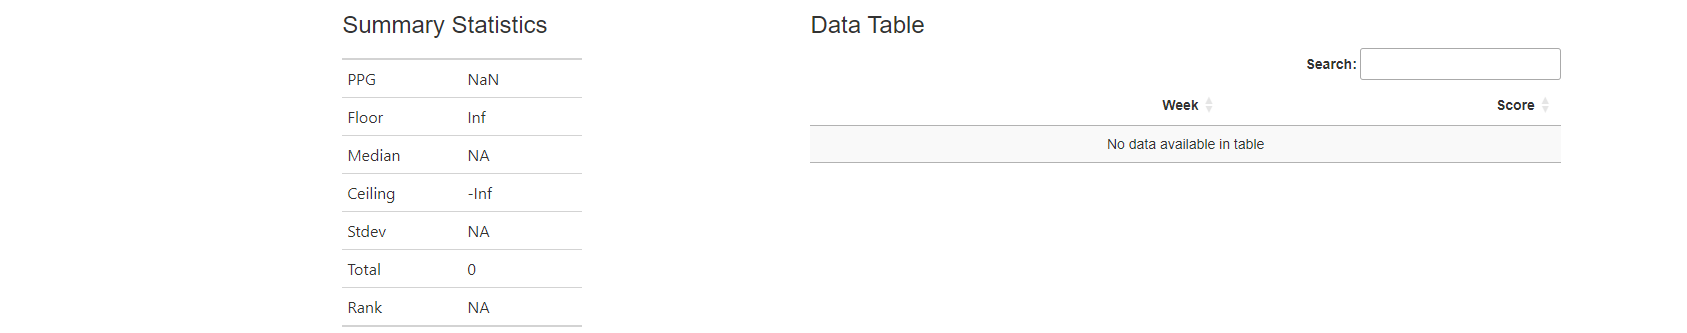 Summary Statistics
PPG NaN
Floor Inf
Median NA
Ceiling -Inf
Stdev NA
Total 0
Rank NA
Data Table
Search:
Week Score
No data available in table